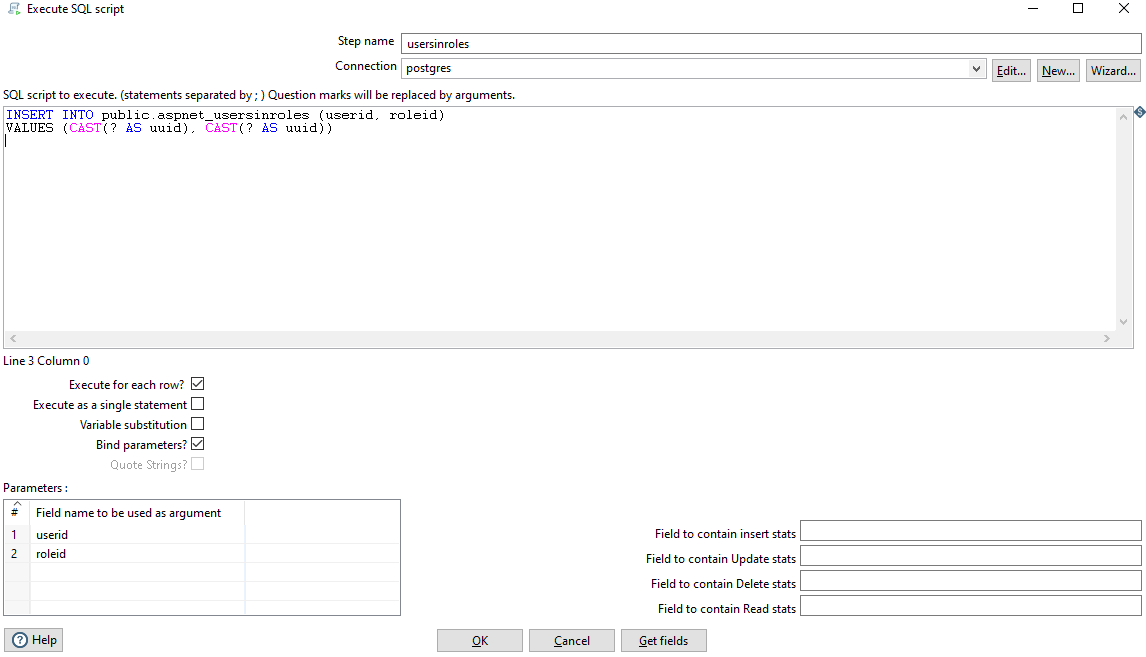 Execute SQL script
Step name usersinroles
Connection postgres Edit... New... Wizard...
SQL script to execute. (statements separated by ; ) Question marks will be replaced by arguments.
INSERT INTO public.aspnet_usersinroles (userid, roleid)
VALUES (CAST(? AS uuid), CAST(? AS uuid))
Line 3 Column 0
Execute for each row?
Execute as a single statement
Variable substitution
Bind parameters?
Quote Strings?
Parameters :
# Field name to be used as argument
1 userid
2 roleid
Field to contain insert stats
Field to contain Update stats
Field to contain Delete stats
Field to contain Read stats
? Help OK Cancel Get fields